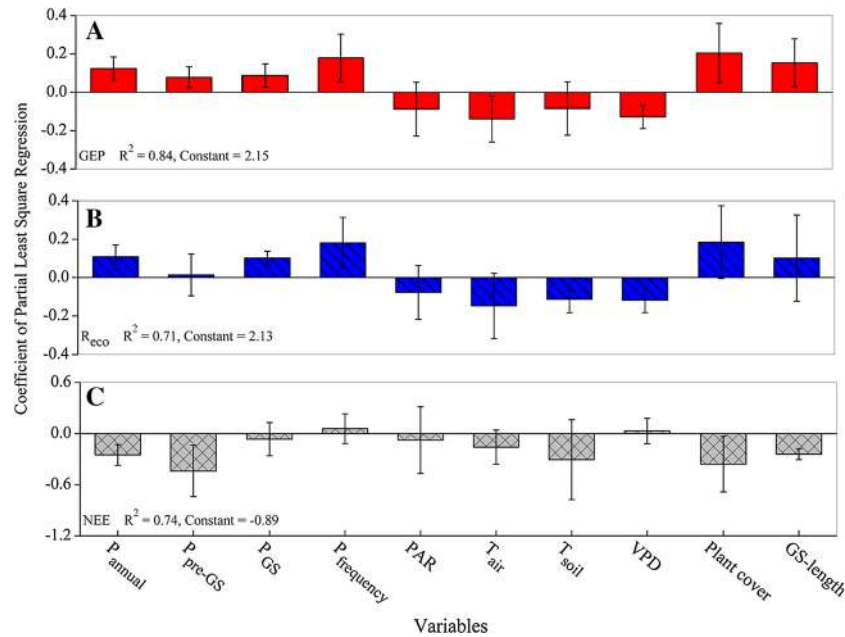 Coefficient of Partial Least Square Regression
A
0.4
0.2
0.0
-0.2
-0.4
GEP R² = 0.84, Constant = 2.15
B
0.4
0.2
0.0
-0.2
-0.4
Reco R² = 0.71, Constant = 2.13
C
0.6
0.0
-0.6
-1.2
NEE R² = 0.74, Constant = -0.89
P annual
P pre-GS
P GS
P frequency
PAR
T air
T soil
VPD
Plant cover
GS-length
Variables